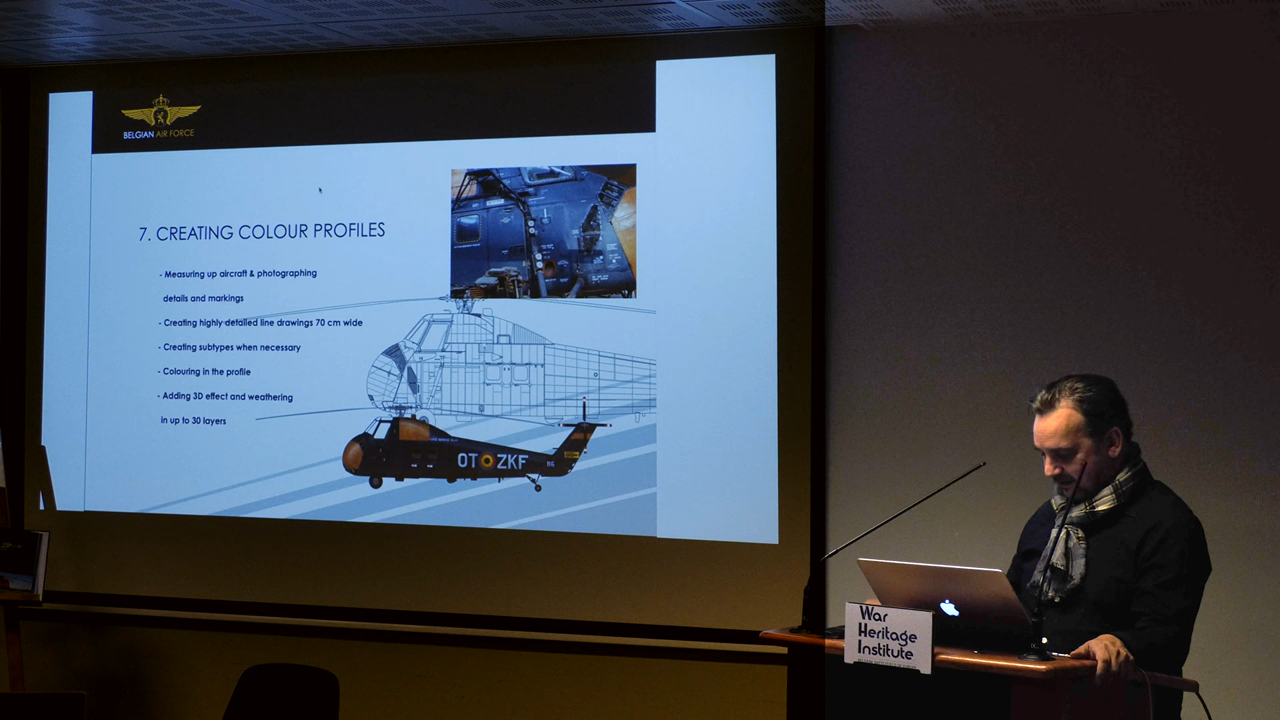 BELGIAN AIR FORCE
7. CREATING COLOUR PROFILES
- Measuring up aircraft & photographing
details and markings
- Creating highly detailed line drawings 70 cm wide
- Creating subtypes when necessary
- Colouring in the profile
- Adding 3D effect and weathering
in up to 30 layers
OT ZKF
B6
War
Heritage
Institute